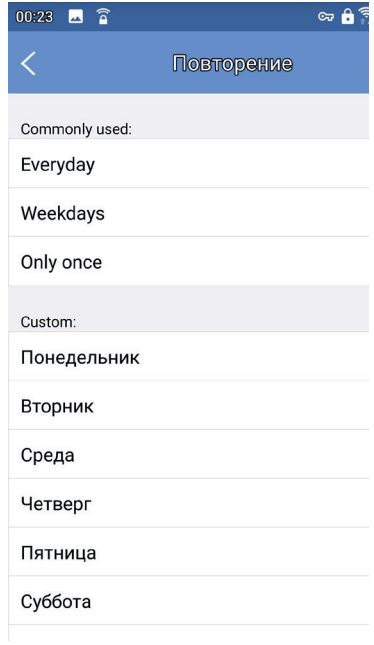 00:23
Повторение
Commonly used:
Everyday
Weekdays
Only once
Custom:
Понедельник
Вторник
Среда
Четверг
Пятница
Суббота